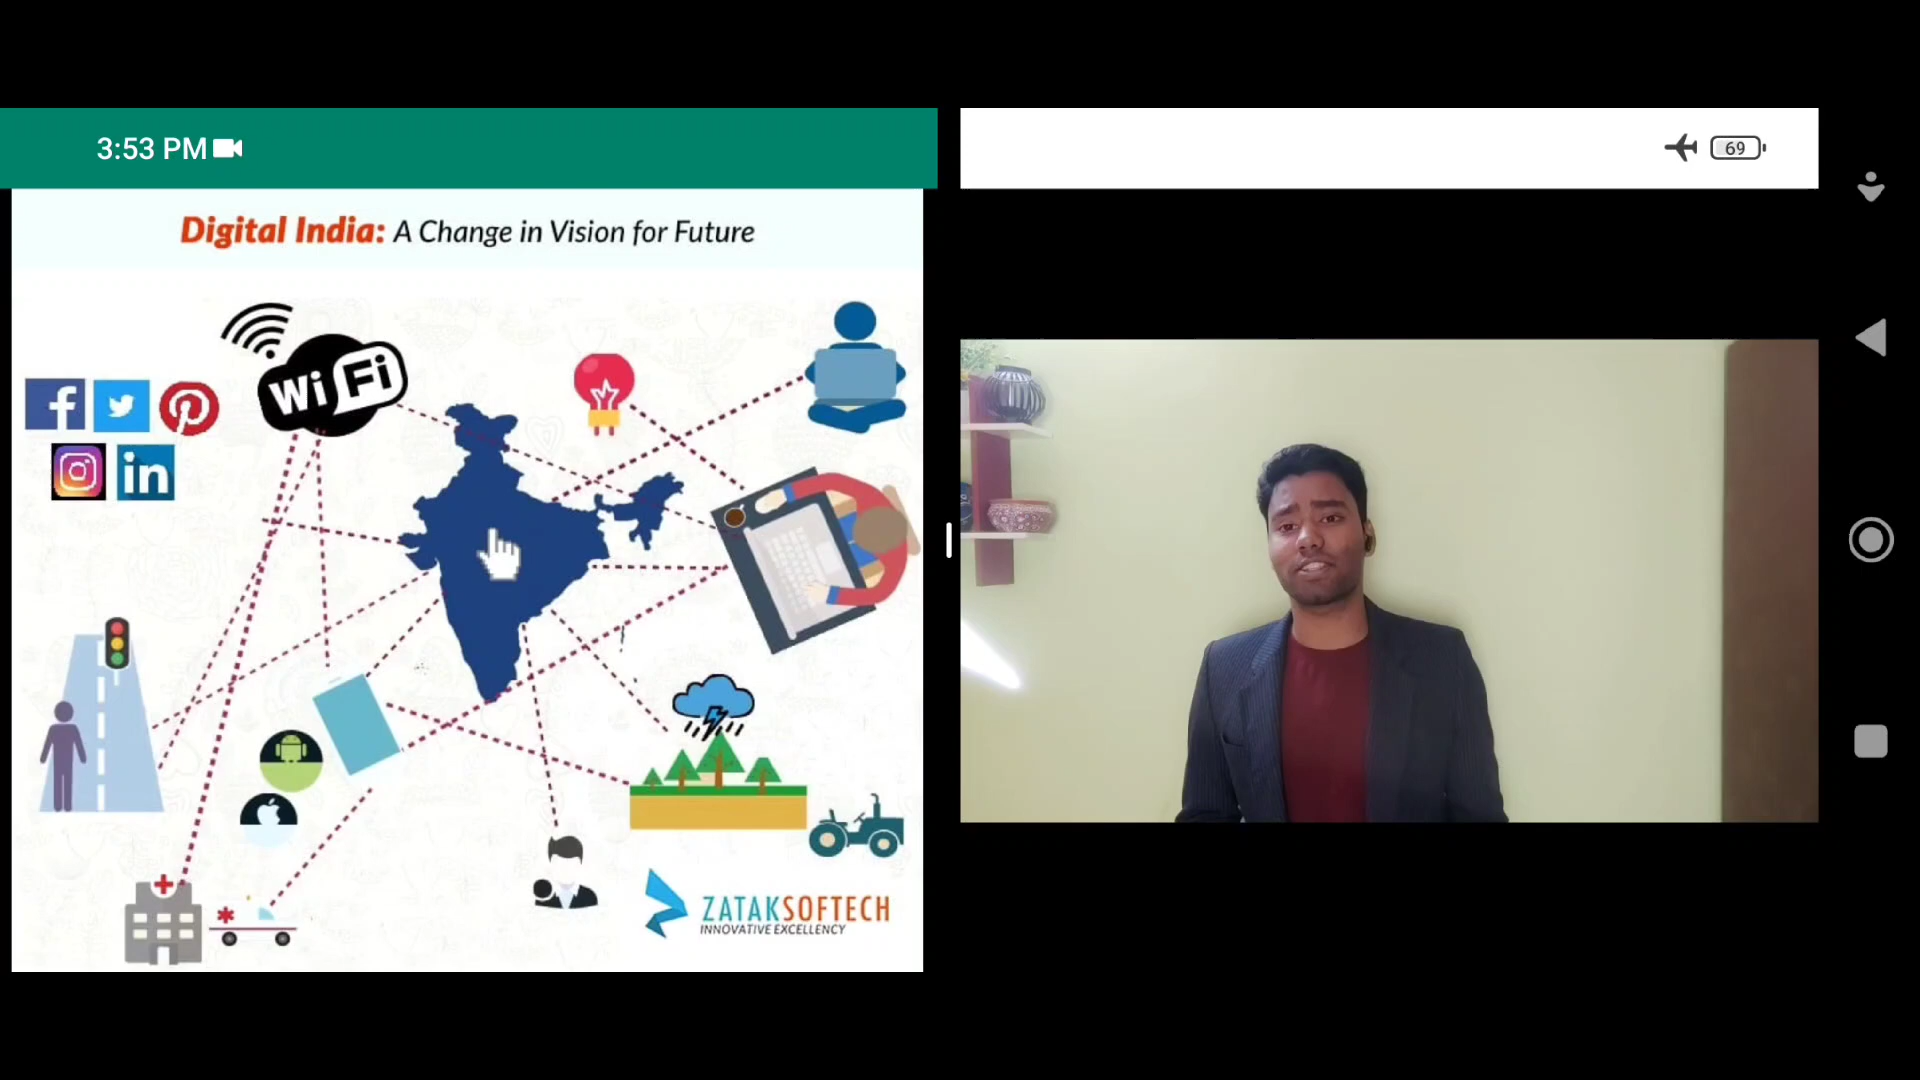 3:53 PM
69
Digital India: A Change in Vision for Future
Wi Fi
f
in
ZATAKSOFTECH
INNOVATIVE EXCELLENCY